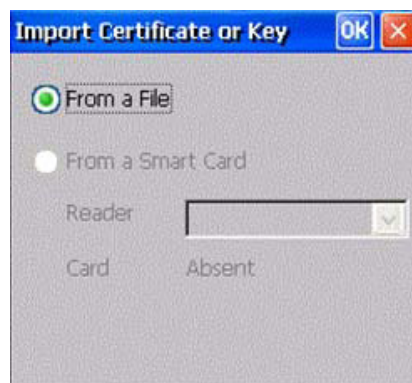 Import Certificate or Key OK
From a File
From a Smart Card
Reader
Card Absent